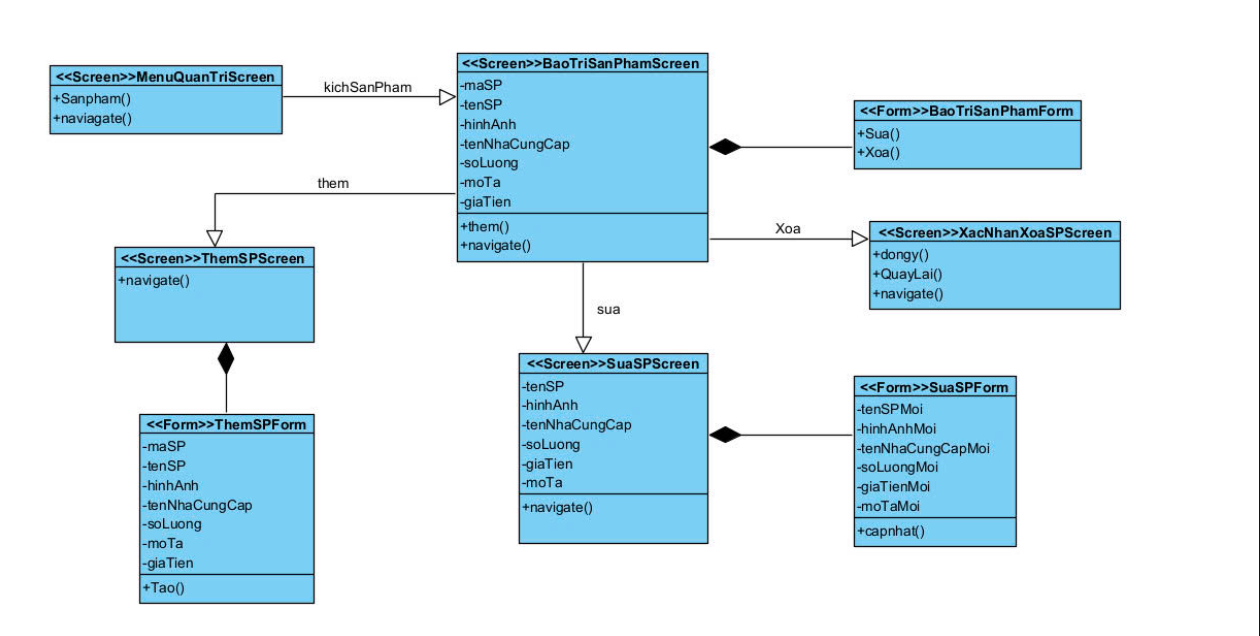 <<Screen>>MenuQuanTriScreen
+Sanpham()
+naviagate()
kichSanPham
<<Screen>>BaoTriSanPhamScreen
-maSP
-tenSP
-hinhAnh
-tenNhaCungCap
-soLuong
-moTa
-giaTien
+them()
+navigate()
<<Form>>BaoTriSanPhamForm
+Sua()
+Xoa()
them
Xoa
<<Screen>>XacNhanXoaSPScreen
+dongy()
+QuayLai()
+navigate()
<<Screen>>ThemSPScreen
+navigate()
sua
<<Screen>>SuaSPScreen
-tenSP
-hinhAnh
-tenNhaCungCap
-soLuong
-giaTien
-moTa
+navigate()
<<Form>>SuaSPForm
-tenSPMoi
-hinhAnhMoi
-tenNhaCungCapMoi
-soLuongMoi
-giaTienMoi
-moTaMoi
+capnhat()
<<Form>>ThemSPForm
-maSP
-tenSP
-hinhAnh
-tenNhaCungCap
-soLuong
-moTa
-giaTien
+Tao()